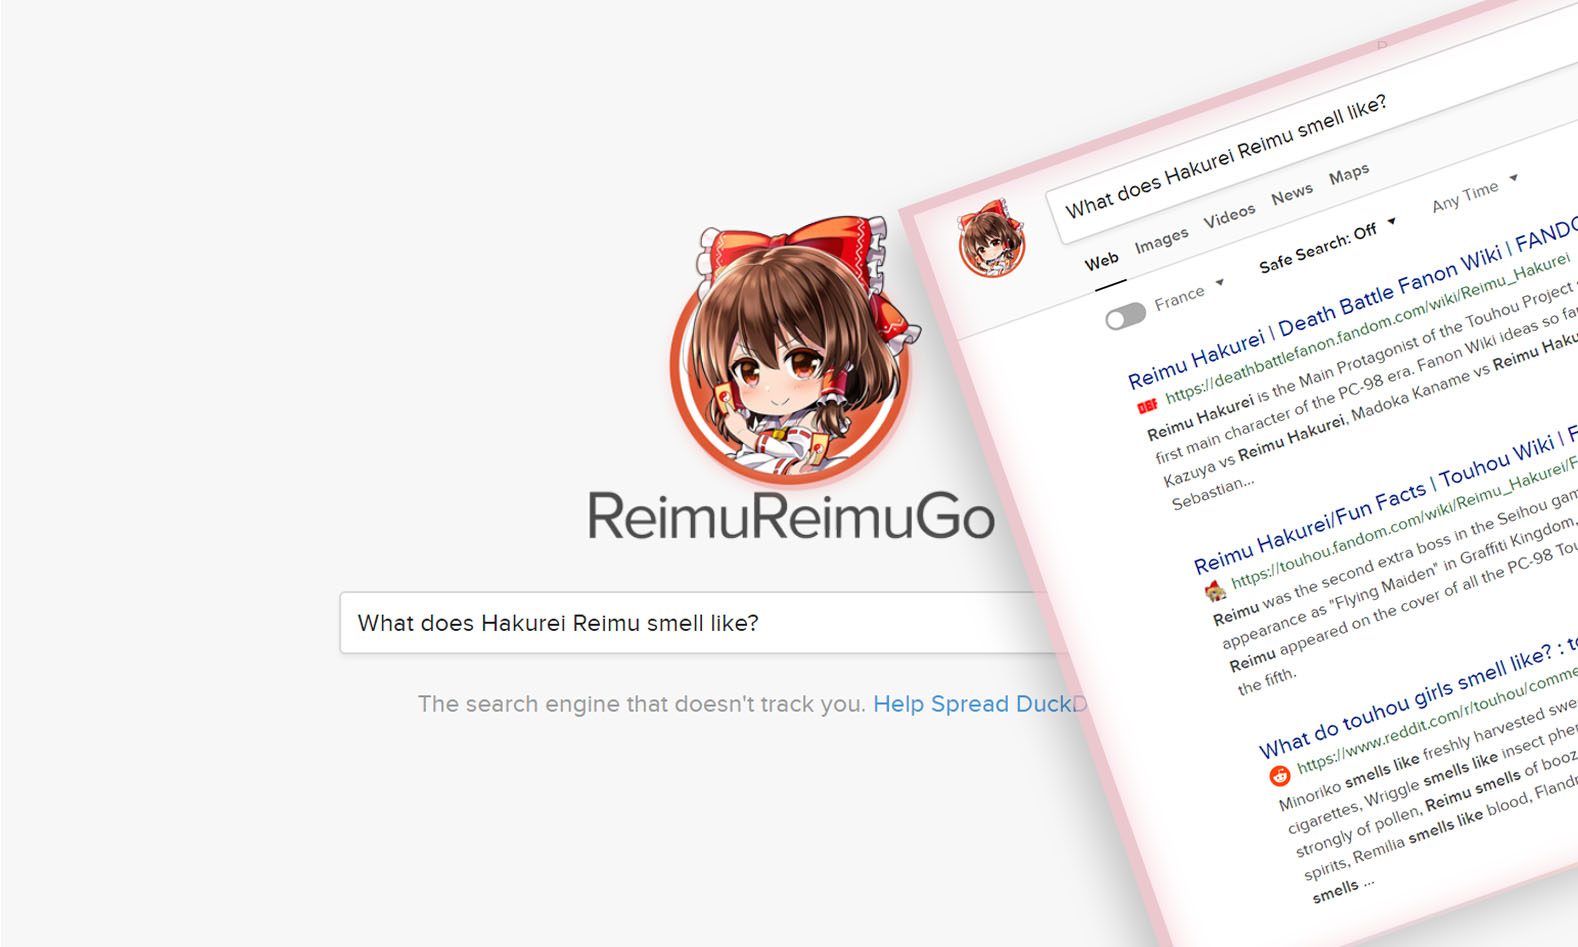 ReimuReimuGo
What does Hakurei Reimu smell like?
The search engine that doesn't track you. Help Spread DuckD
What does Hakurei Reimu smell like?
Web Images Videos News Maps
France Safe Search: Off Any Time
Reimu Hakurei | Death Battle Fanon Wiki | FANDO
DBF https://deathbattlefanon.fandom.com/wiki/Reimu_Hakurei
Reimu Hakurei is the Main Protagonist of the Touhou Project
first main character of the PC-98 era. Fanon Wiki ideas so far
Kazuya vs Reimu Hakurei, Madoka Kaname vs Reimu Haku
Sebastian...
Reimu Hakurei/Fun Facts | Touhou Wiki | F
https://touhou.fandom.com/wiki/Reimu_Hakurei/F
Reimu was the second extra boss in the Seihou gam
appearance as "Flying Maiden" in Graffiti Kingdom,
Reimu appeared on the cover of all the PC-98 Tou
the fifth.
What do touhou girls smell like? : to
https://www.reddit.com/r/touhou/comme
Minoriko smells like freshly harvested swe
cigarettes, Wriggle smells like insect pher
strongly of pollen, Reimu smells of booz
spirits, Remilia smells like blood, Flandr
smells ...